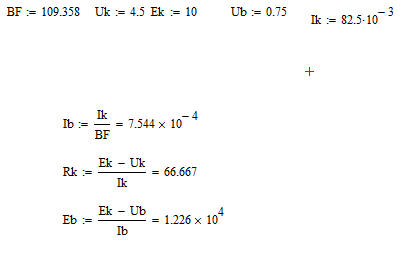 BF := 109.358 Uk := 4.5 Ek := 10 Ub := 0.75 Ik := 82.5·10^-3
Ib := Ik/BF = 7.544 × 10^-4
Rk := (Ek − Uk)/Ik = 66.667
Eb := (Ek − Ub)/Ib = 1.226 × 10^4